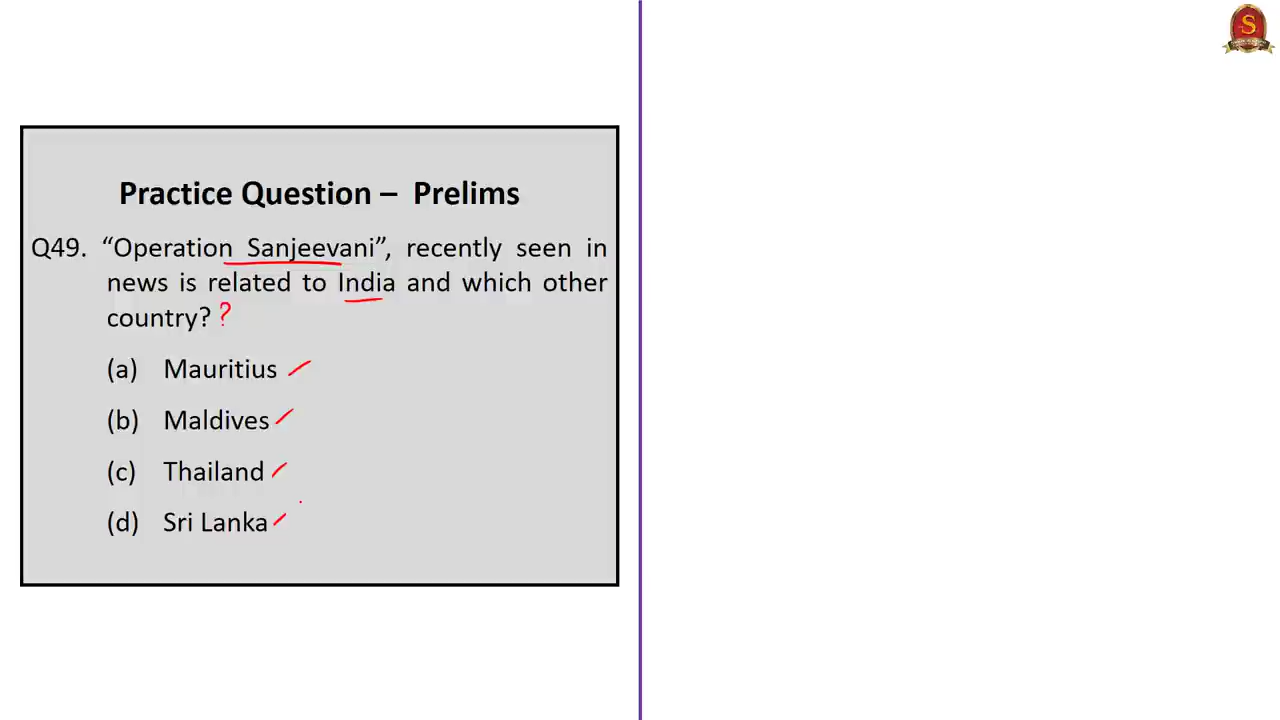 Practice Question – Prelims
Q49. “Operation Sanjeevani”, recently seen in
news is related to India and which other
country? ?
(a) Mauritius
(b) Maldives
(c) Thailand
(d) Sri Lanka
S